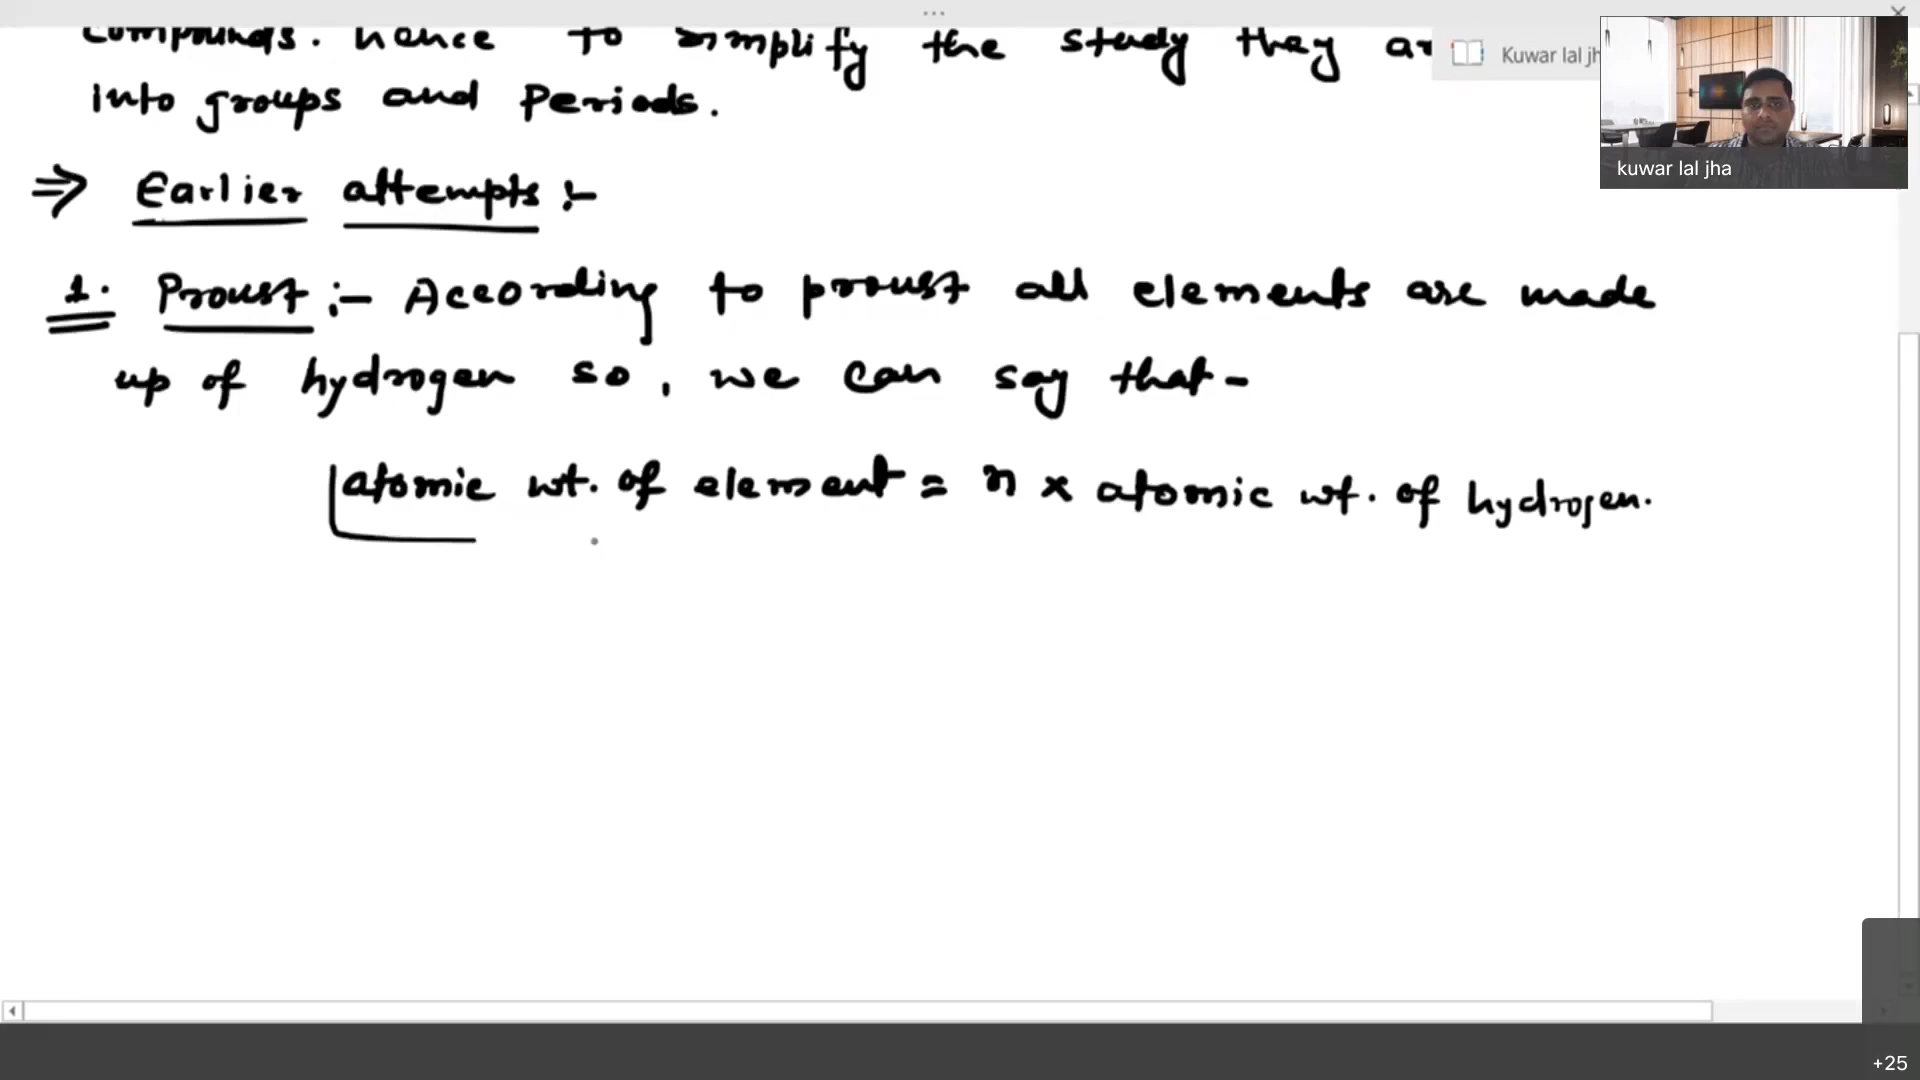 compounds. hence to simplify the study they
Kuwar lal jh
into groups and Periods.
kuwar lal jha
⇒ Earlier attempts :-
1. Proust :- According to proust all elements are made
up of hydrogen so, we can say that -
atomic wt. of element = n × atomic wt. of hydrogen.
+25